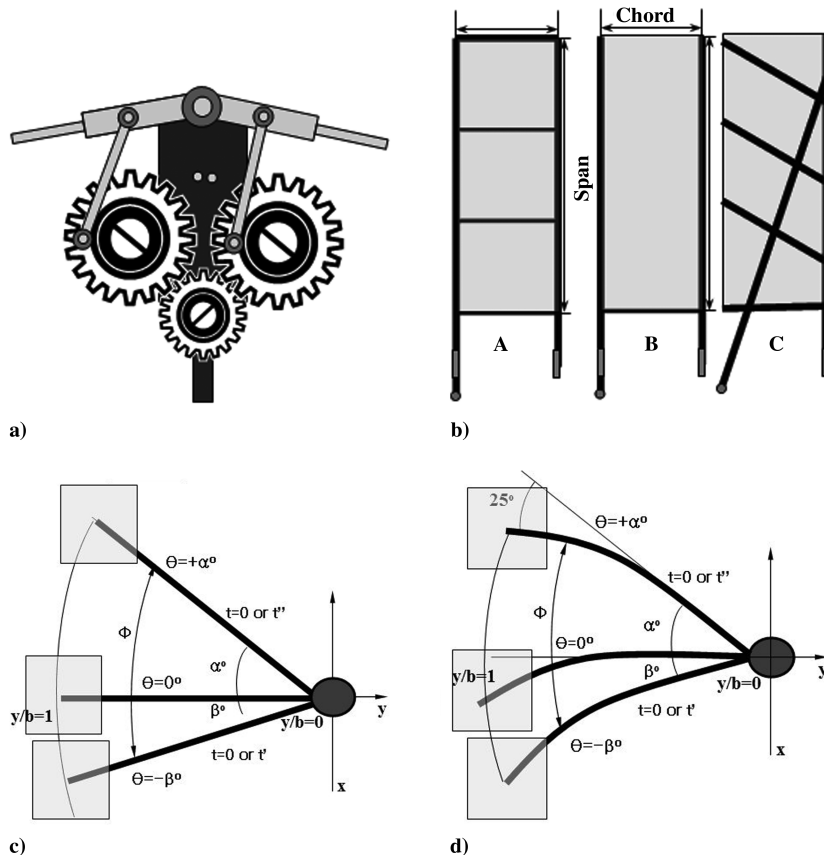 Chord
Span
A
B
C
a)
b)
25°
ϴ=+α°
t=0 or t''
Φ
α°
ϴ=0°
β°
y/b=1
y/b=0
y
t=0 or t'
ϴ=−β°
x
c)
ϴ=+α°
t=0 or t''
Φ
α°
ϴ=0°
β°
y/b=1
y/b=0
y
t=0 or t'
ϴ=−β°
x
d)